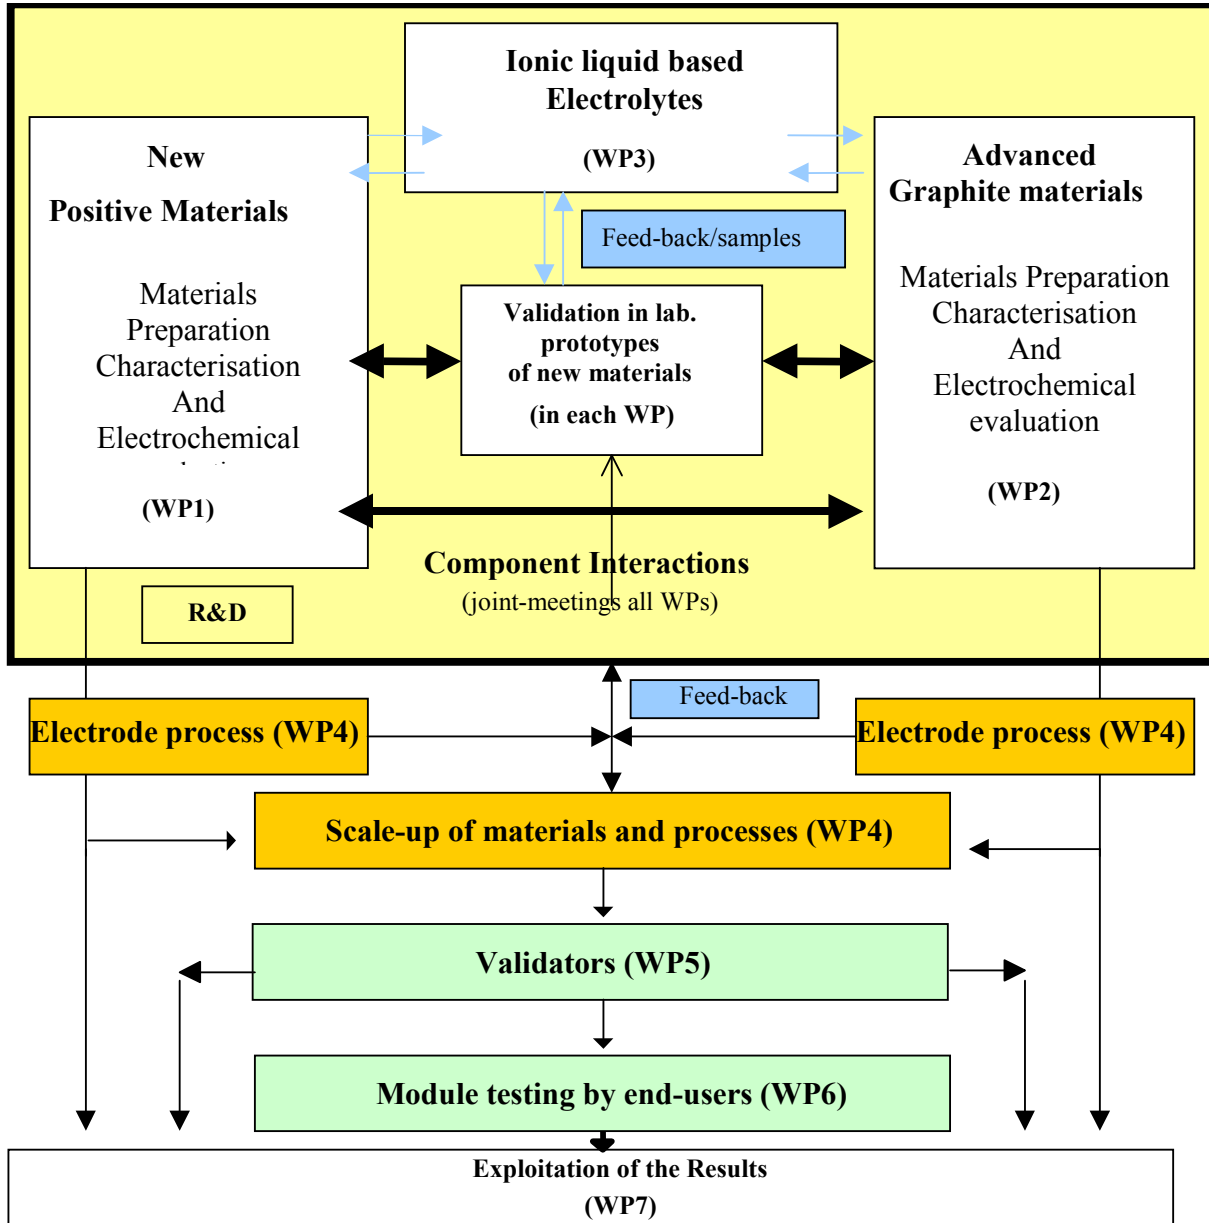 Ionic liquid based
Electrolytes
(WP3)
New
Positive Materials
Materials
Preparation
Characterisation
And
Electrochemical
(WP1)
Advanced
Graphite materials
Materials Preparation
Characterisation
And
Electrochemical
evaluation
(WP2)
Feed-back/samples
Validation in lab.
prototypes
of new materials
(in each WP)
Component Interactions
(joint-meetings all WPs)
R&D
Feed-back
Electrode process (WP4)
Electrode process (WP4)
Scale-up of materials and processes (WP4)
Validators (WP5)
Module testing by end-users (WP6)
Exploitation of the Results
(WP7)